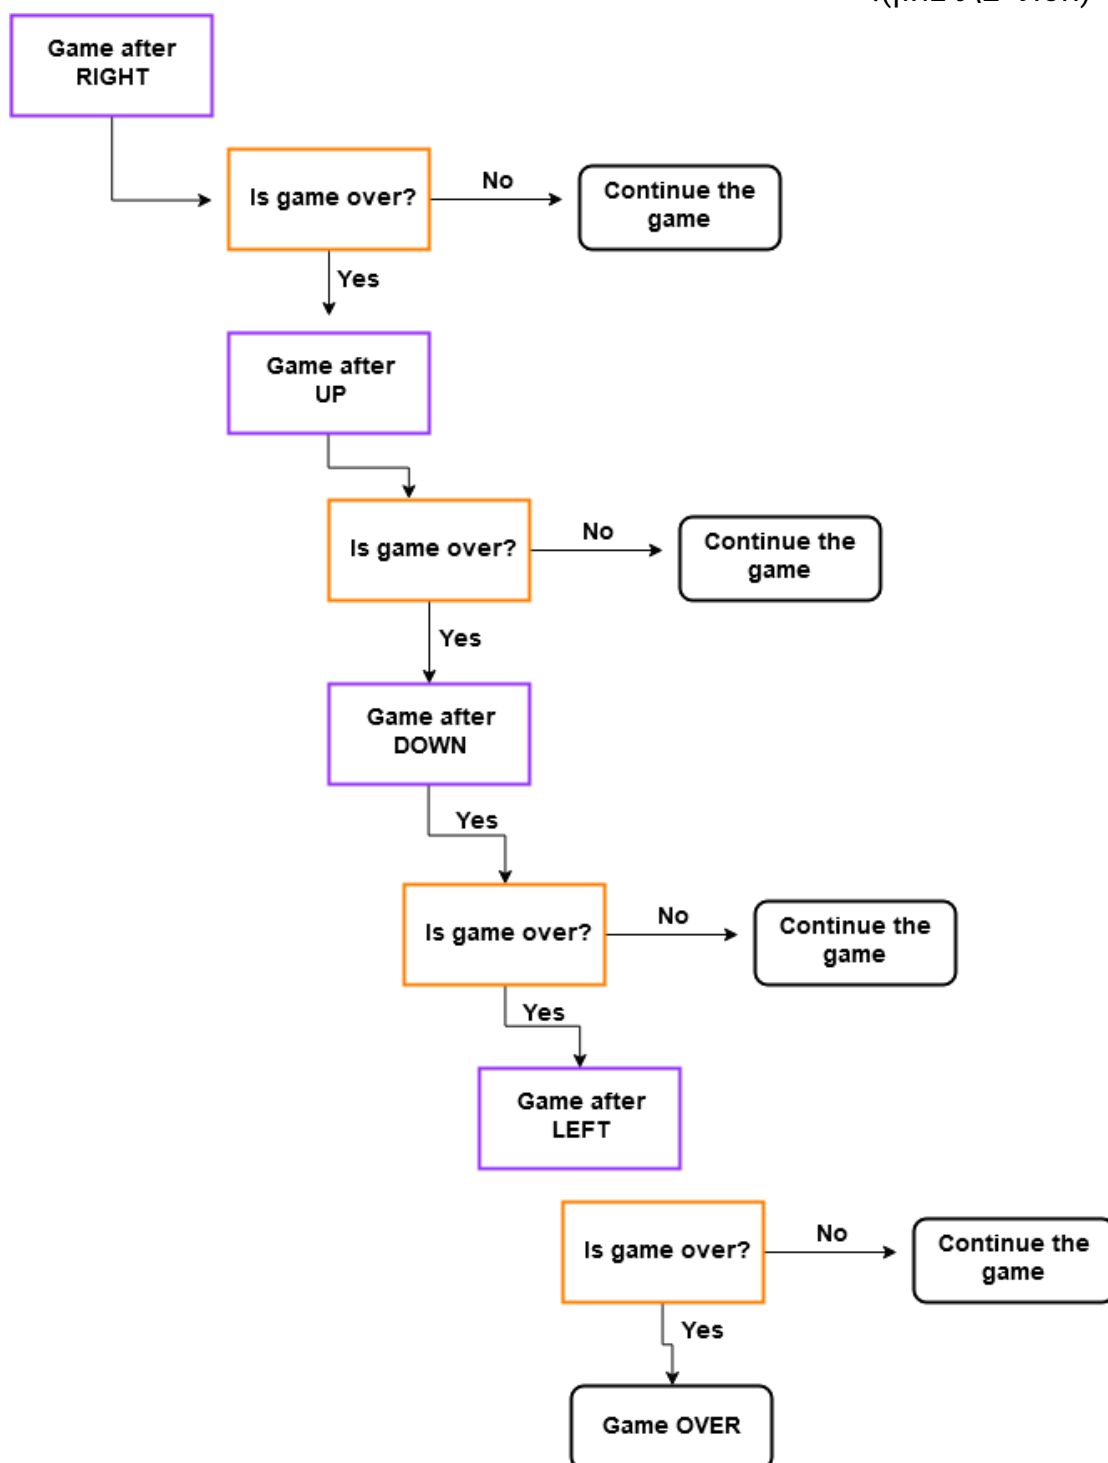 Game after
RIGHT
Is game over?
No
Continue the
game
Yes
Game after
UP
Is game over?
No
Continue the
game
Yes
Game after
DOWN
Yes
Is game over?
No
Continue the
game
Yes
Game after
LEFT
Is game over?
No
Continue the
game
Yes
Game OVER